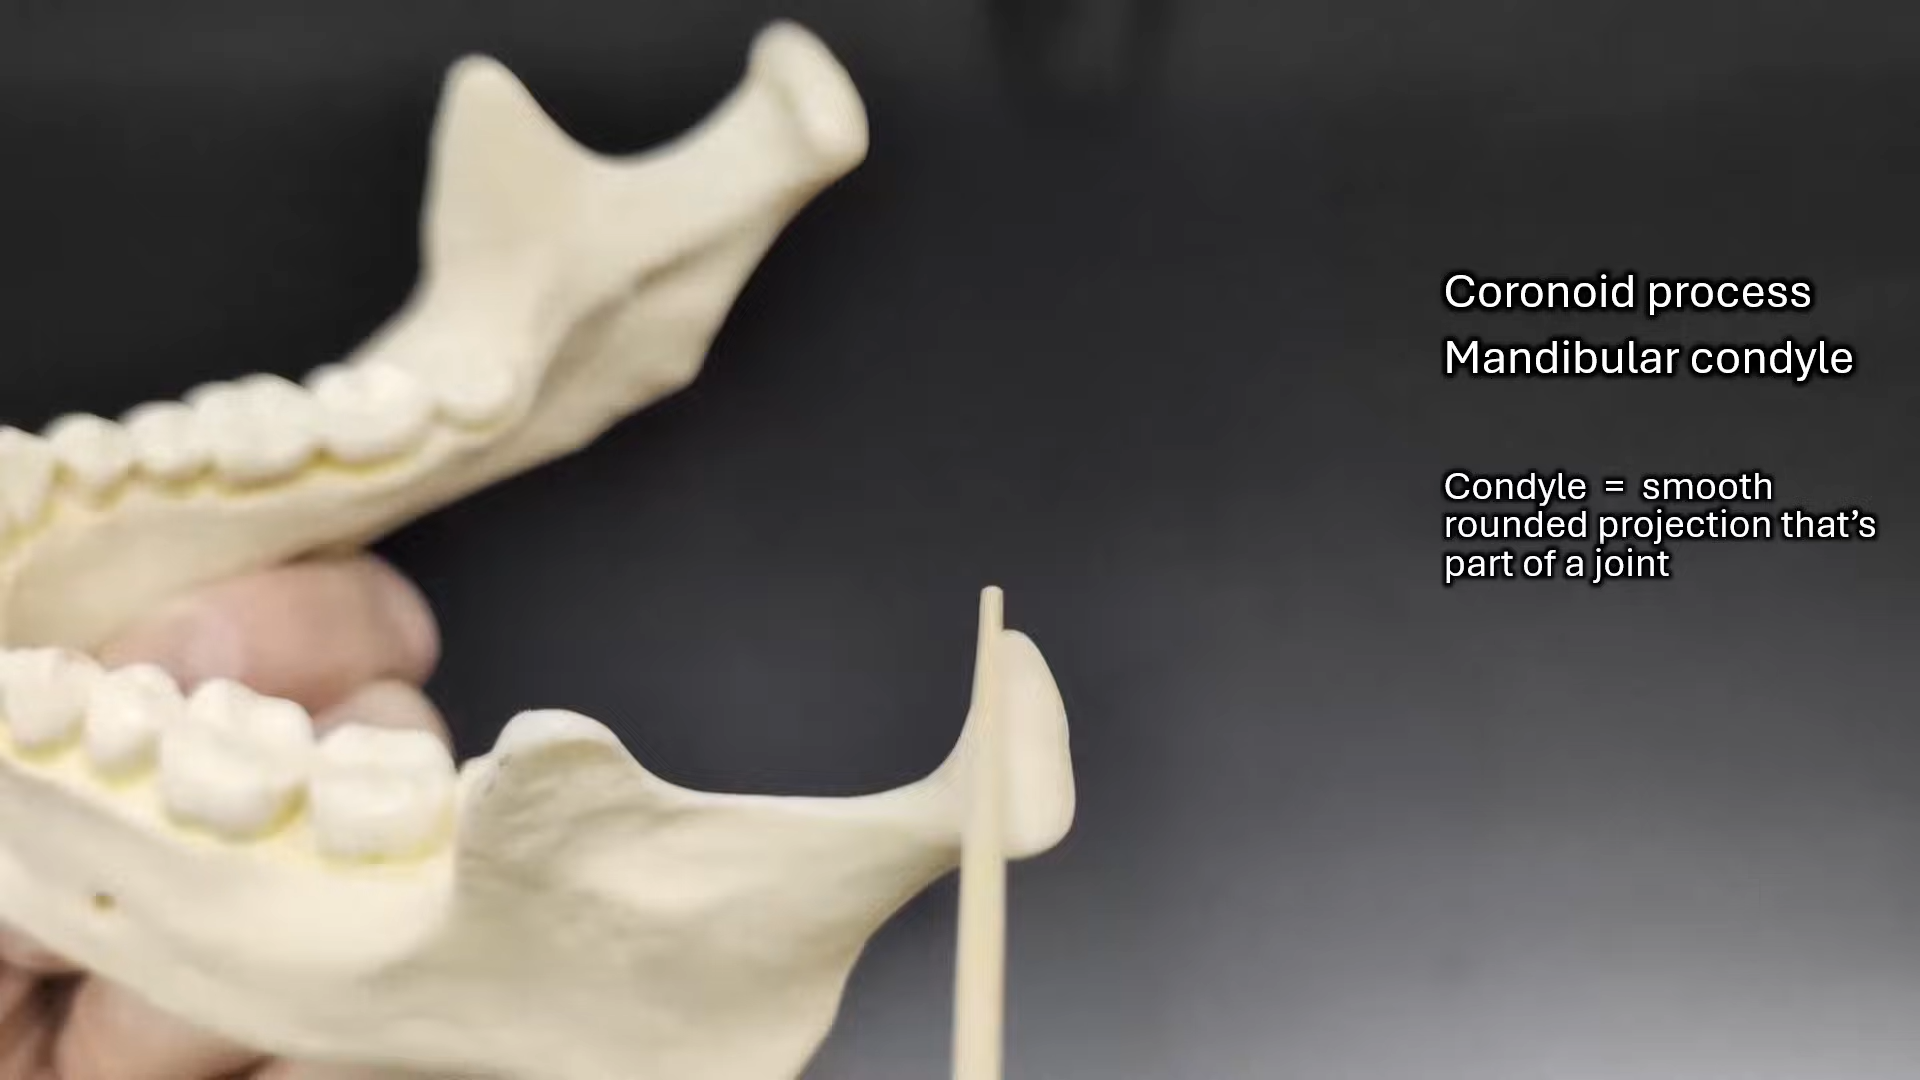 Coronoid process
Mandibular condyle
Condyle = smooth
rounded projection that’s
part of a joint